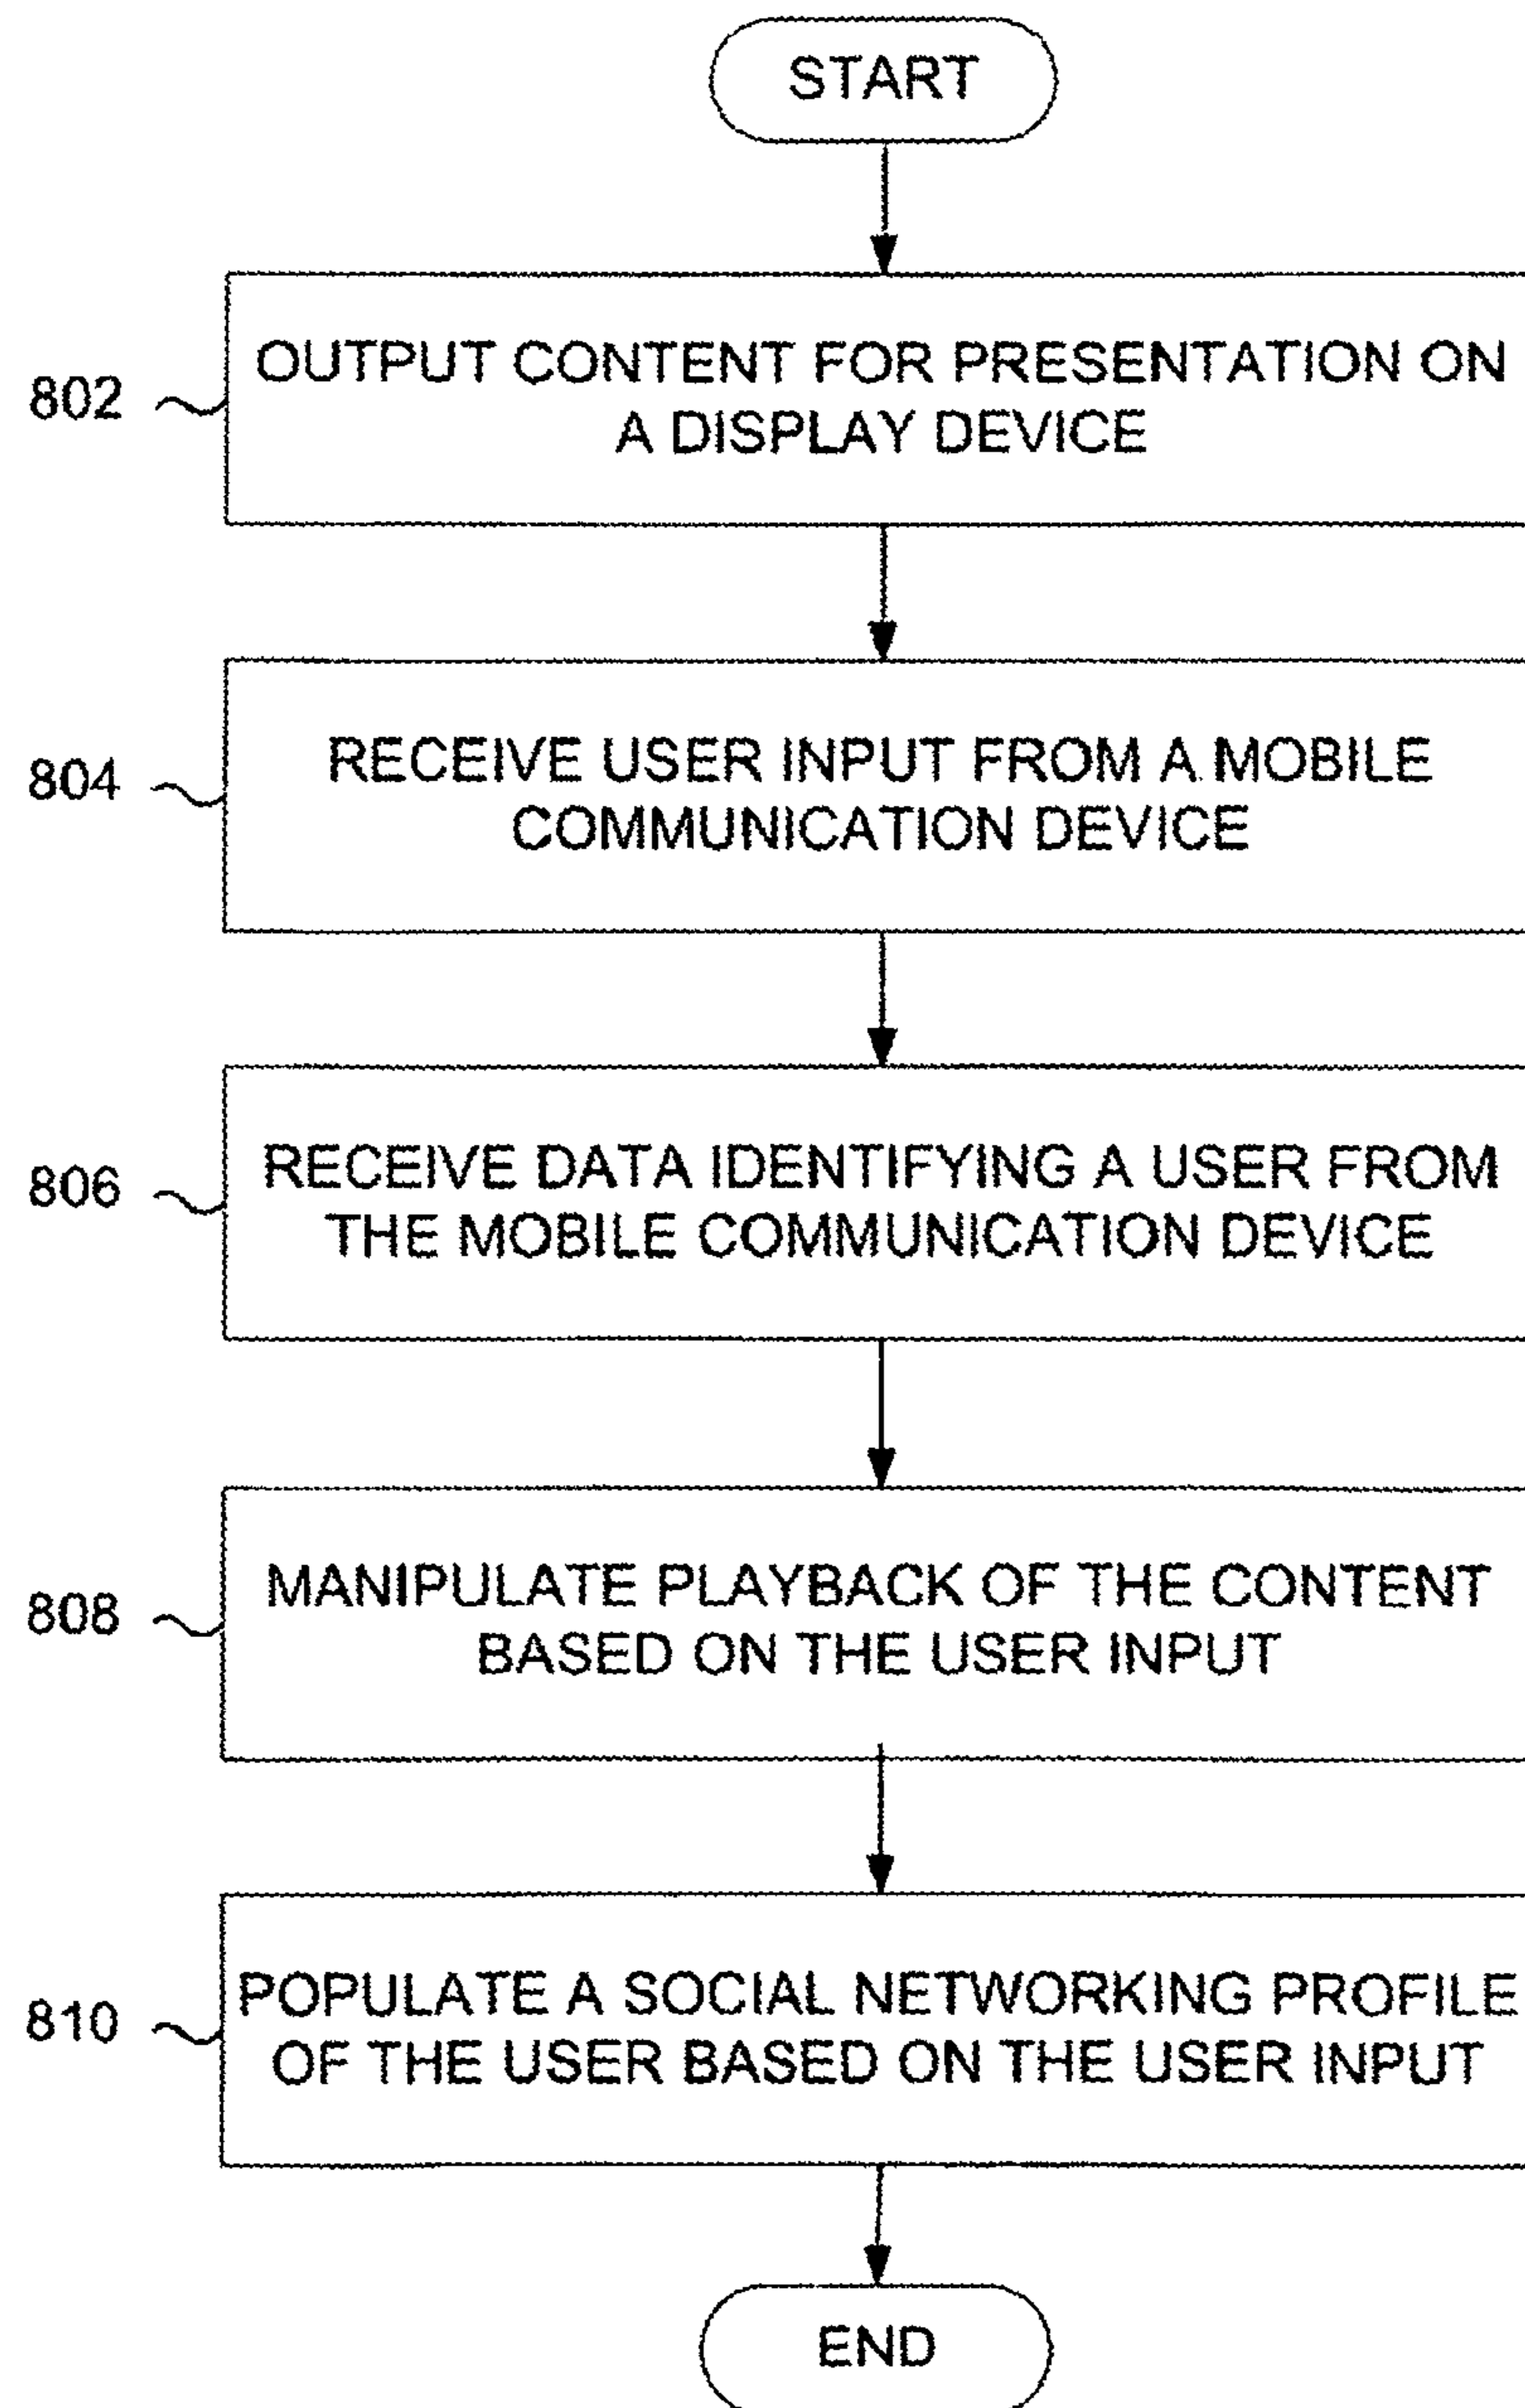 START
802
OUTPUT CONTENT FOR PRESENTATION ON
A DISPLAY DEVICE
804
RECEIVE USER INPUT FROM A MOBILE
COMMUNICATION DEVICE
806
RECEIVE DATA IDENTIFYING A USER FROM
THE MOBILE COMMUNICATION DEVICE
808
MANIPULATE PLAYBACK OF THE CONTENT
BASED ON THE USER INPUT
810
POPULATE A SOCIAL NETWORKING PROFILE
OF THE USER BASED ON THE USER INPUT
END